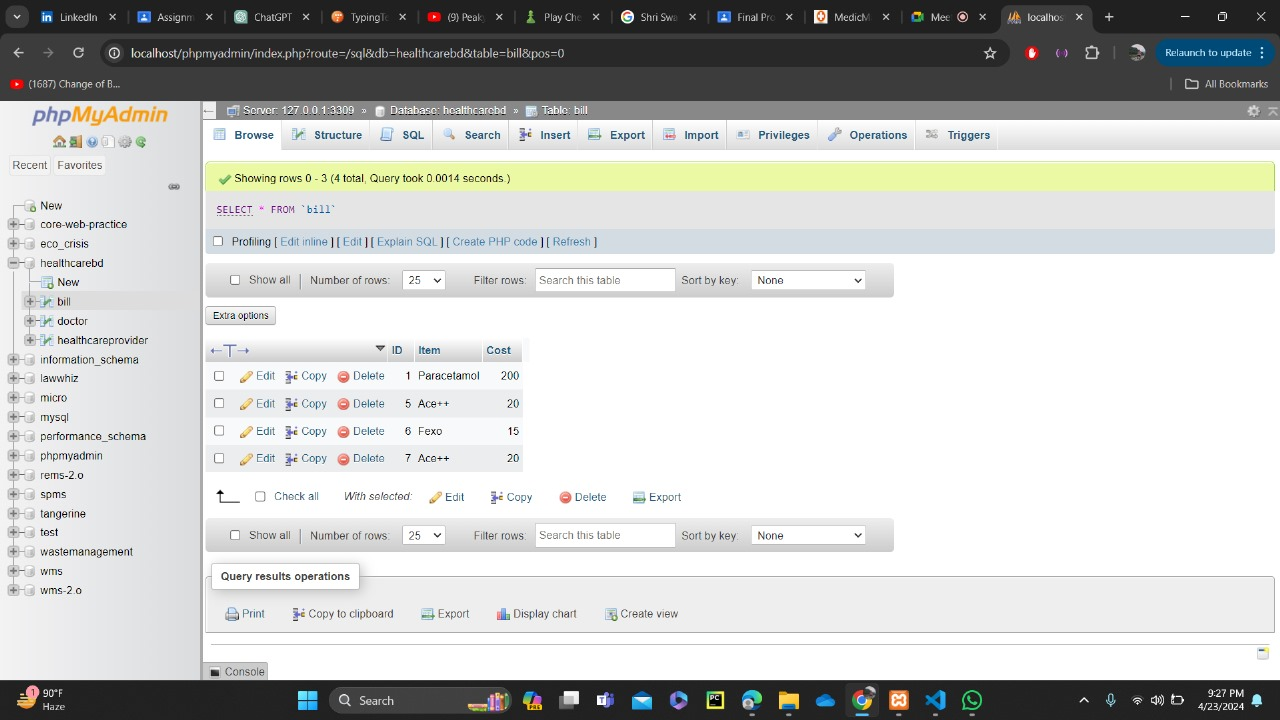 LinkedIn
Assignm
ChatGPT
TypingTo
(9) Peak
Play Che
Shri Swa
Final Pro
MedicM
Mee
localhos
localhost/phpmyadmin/index.php?route=/sql&db=healthcarebd&table=bill&pos=0
Relaunch to update
(1687) Change of B...
All Bookmarks
phpMyAdmin
Recent Favorites
New
core-web-practice
eco_crisis
healthcarebd
New
bill
doctor
healthcareprovider
information_schema
lawwhiz
micro
mysql
performance_schema
phpmyadmin
rems-2.o
spms
tangerine
test
wastemanagement
wms
wms-2.o
Server: 127.0.0.1:3309 » Database: healthcarebd » Table: bill
Browse Structure SQL Search Insert Export Import Privileges Operations Triggers
Showing rows 0 - 3 (4 total, Query took 0.0014 seconds.)
SELECT * FROM `bill`
Profiling [ Edit inline ] [ Edit ] [ Explain SQL ] [ Create PHP code ] [ Refresh ]
Show all | Number of rows: 25 Filter rows: Search this table Sort by key: None
Extra options
←T→ ID Item Cost
Edit Copy Delete 1 Paracetamol 200
Edit Copy Delete 5 Ace++ 20
Edit Copy Delete 6 Fexo 15
Edit Copy Delete 7 Ace++ 20
Check all With selected: Edit Copy Delete Export
Show all | Number of rows: 25 Filter rows: Search this table Sort by key: None
Query results operations
Print Copy to clipboard Export Display chart Create view
Console
1
90°F
Haze
Search
PRE
PC
9:27 PM
4/23/2024